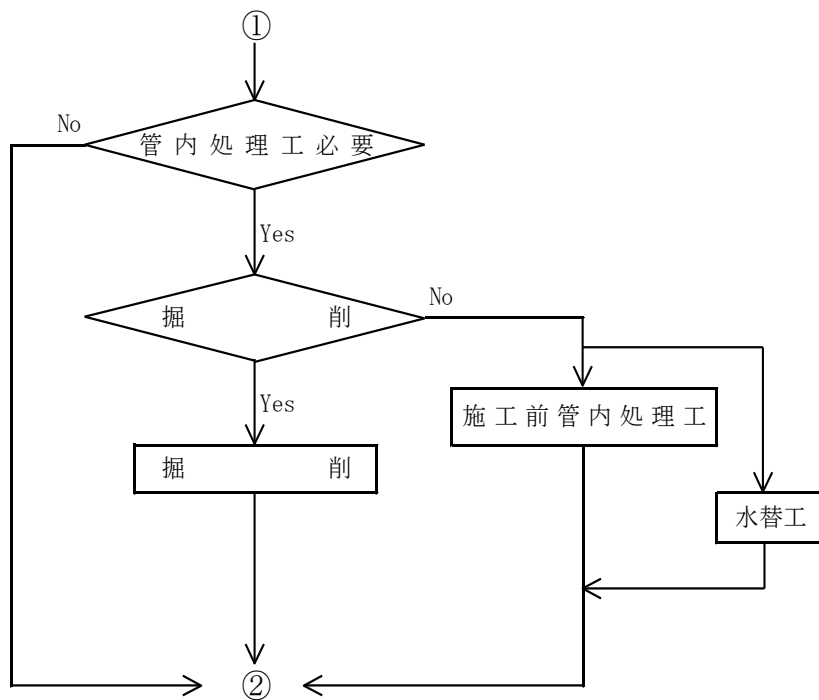 ①
No
管内処理工必要
Yes
掘削
No
Yes
施工前管内処理工
掘削
水替工
②